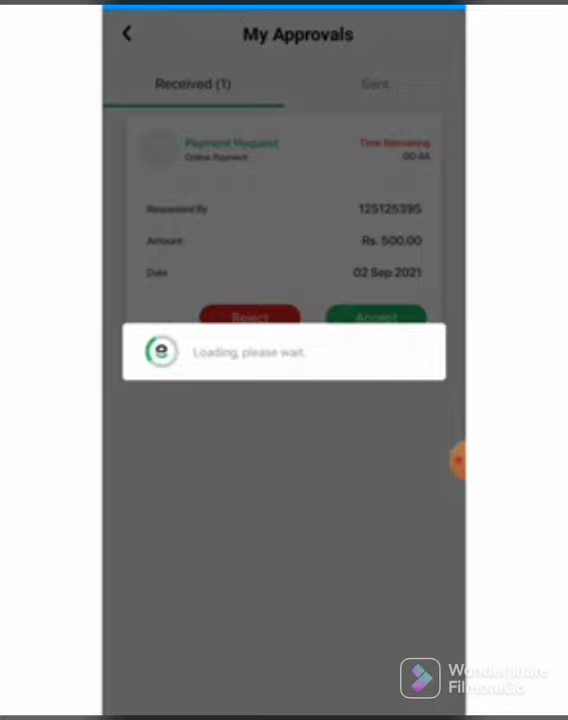 My Approvals
Received (1)
Sent
Payment Request
Time Remaining
Online Payment
00:44
Requested By
125125395
Amount
Rs. 500.00
Date
02 Sep 2021
Reject
Accept
Loading, please wait.
Wondershare
Filmora